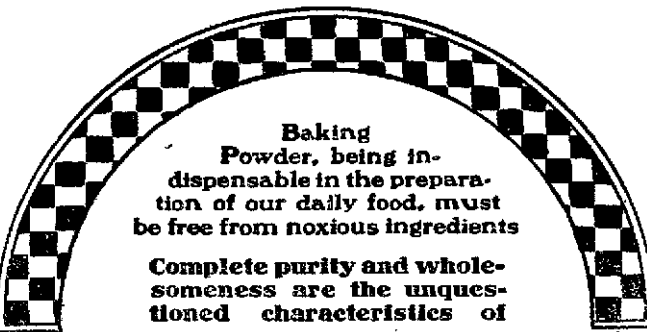 Baking
Powder, being in-
dispensable in the prepara-
tion of our daily food, must
be free from noxious ingredients
Complete purity and whole-
someness are the unques-
tioned characteristics of